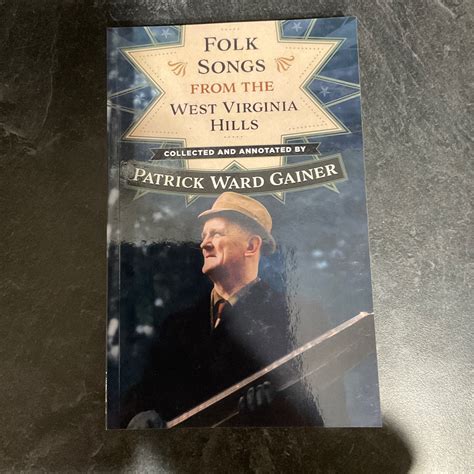 FOLK
SONGS
FROM THE
WEST VIRGINIA
HILLS
COLLECTED AND ANNOTATED BY
PATRICK WARD GAINER